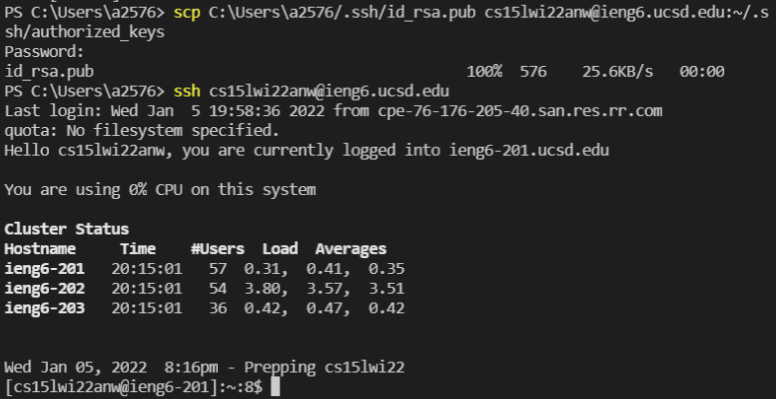 PS C:\Users\a2576> scp C:\Users\a2576/.ssh/id_rsa.pub cs15lwi22anw@ieng6.ucsd.edu:~/.s
sh/authorized_keys
Password:
id_rsa.pub 100% 576 25.6KB/s 00:00
PS C:\Users\a2576> ssh cs15lwi22anw@ieng6.ucsd.edu
Last login: Wed Jan  5 19:58:36 2022 from cpe-76-176-205-40.san.res.rr.com
quota: No filesystem specified.
Hello cs15lwi22anw, you are currently logged into ieng6-201.ucsd.edu
You are using 0% CPU on this system
Cluster Status
Hostname Time #Users Load Averages
ieng6-201 20:15:01 57 0.31, 0.41, 0.35
ieng6-202 20:15:01 54 3.80, 3.57, 3.51
ieng6-203 20:15:01 36 0.42, 0.47, 0.42
Wed Jan 05, 2022  8:16pm - Prepping cs15lwi22
[cs15lwi22anw@ieng6-201]:~:8$